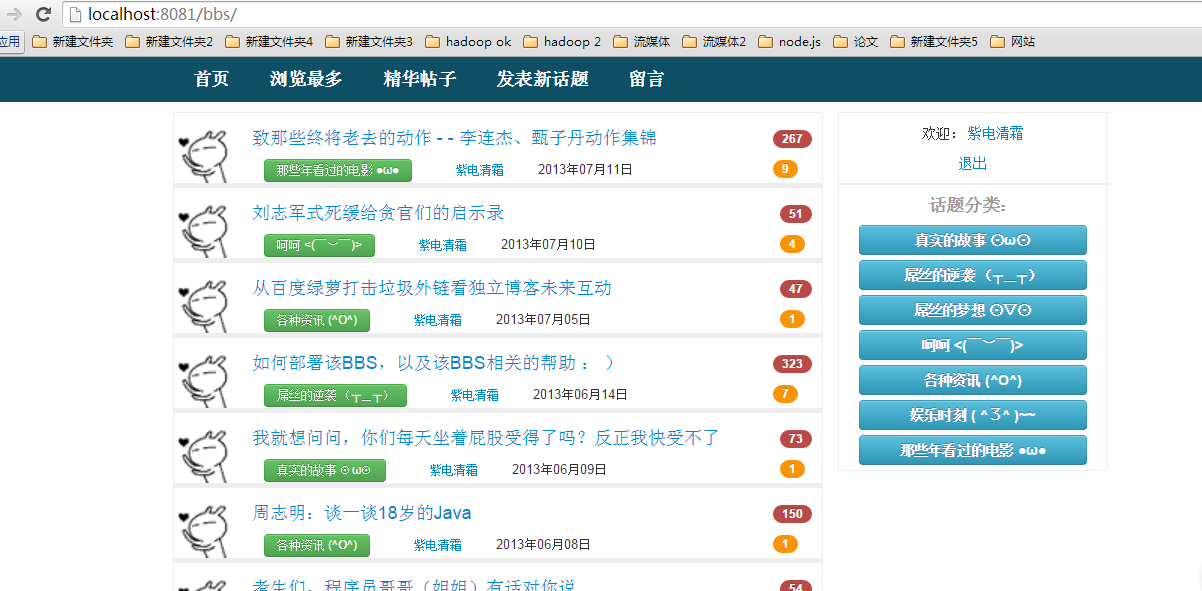 localhost:8081/bbs/
应用 新建文件夹 新建文件夹2 新建文件夹4 新建文件夹3 hadoop ok hadoop 2 流媒体 流媒体2 node.js 论文 新建文件夹5 网站
首页 浏览最多 精华帖子 发表新话题 留言
致那些终将老去的动作 - - 李连杰、甄子丹动作集锦 267
那些年看过的电影 ●ω● 紫电清霜 2013年07月11日 9
刘志军式死缓给贪官们的启示录 51
呵呵 <(￣︶￣)> 紫电清霜 2013年07月10日 4
从百度绿萝打击垃圾外链看独立博客未来互动 47
各种资讯 (^O^) 紫电清霜 2013年07月05日 1
如何部署该BBS，以及该BBS相关的帮助： ） 323
屌丝的逆袭（┬＿┬） 紫电清霜 2013年06月14日 7
我就想问问，你们每天坐着屁股受得了吗？反正我快受不了 73
真实的故事 ⊙ω⊙ 紫电清霜 2013年06月09日 1
周志明：谈一谈18岁的Java 150
各种资讯 (^O^) 紫电清霜 2013年06月08日 1
考生们，程序员哥哥（姐姐）有话对你说 54
欢迎： 紫电清霜
退出
话题分类:
真实的故事 ⊙ω⊙
屌丝的逆袭（┬＿┬）
屌丝的梦想 ⊙▽⊙
呵呵 <(￣︶￣)>
各种资讯 (^O^)
娱乐时刻 ( ^３^ )~~
那些年看过的电影 ●ω●